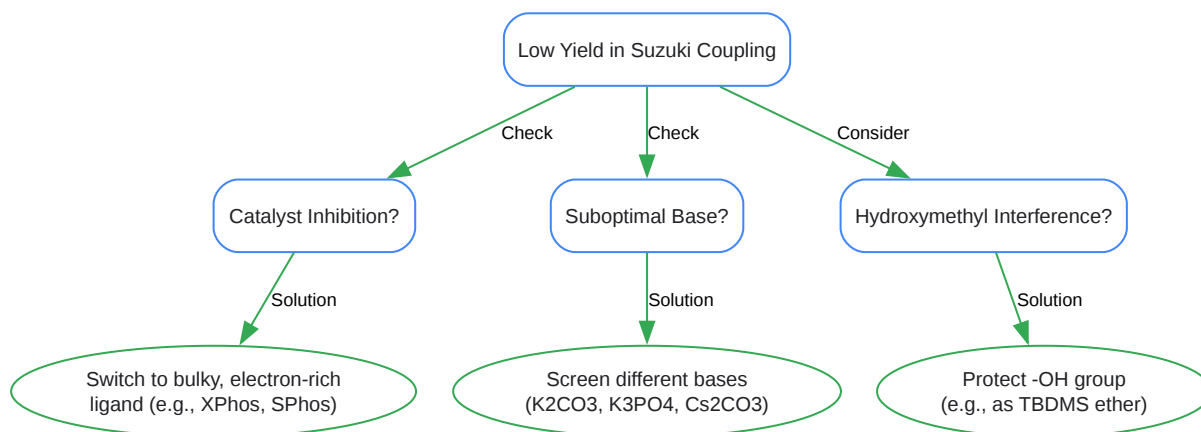 Low Yield in Suzuki Coupling
Check
Check
Consider
Catalyst Inhibition?
Suboptimal Base?
Hydroxymethyl Interference?
Solution
Solution
Solution
Switch to bulky, electron-rich
ligand (e.g., XPhos, SPhos)
Screen different bases
(K2CO3, K3PO4, Cs2CO3)
Protect -OH group
(e.g., as TBDMS ether)